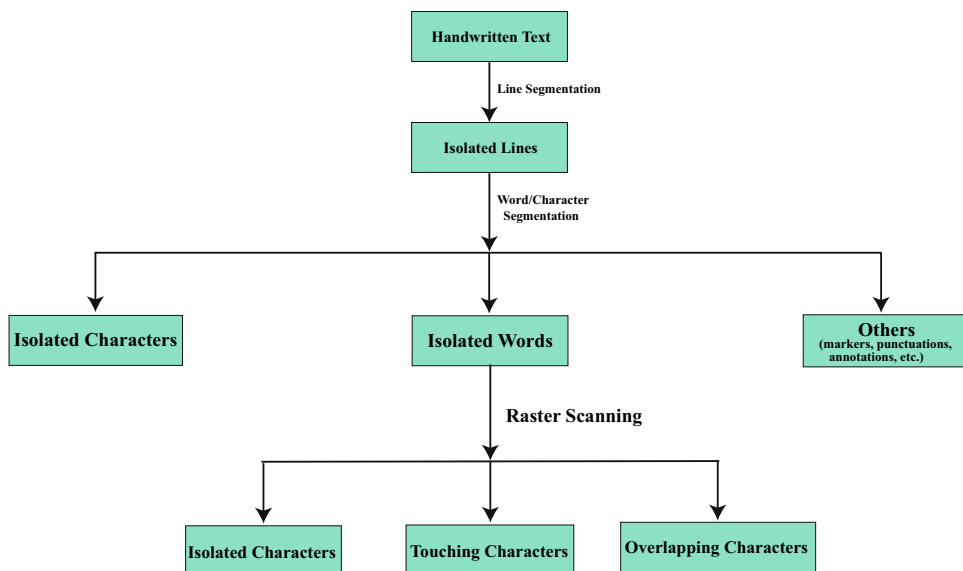 Handwritten Text
Line Segmentation
Isolated Lines
Word/Character
Segmentation
Isolated Characters
Isolated Words
Others
(markers, punctuations,
annotations, etc.)
Raster Scanning
Isolated Characters
Touching Characters
Overlapping Characters